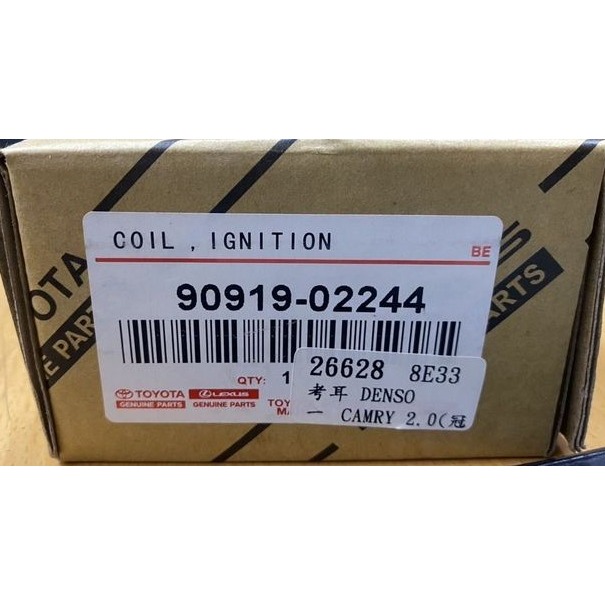 COIL , IGNITION
BE
90919-02244
QTY: 1
TOYOTA
GENUINE PARTS
LEXUS
GENUINE PARTS
26628 8E33
考耳 DENSO
一 CAMRY 2.0(冠
PARTS